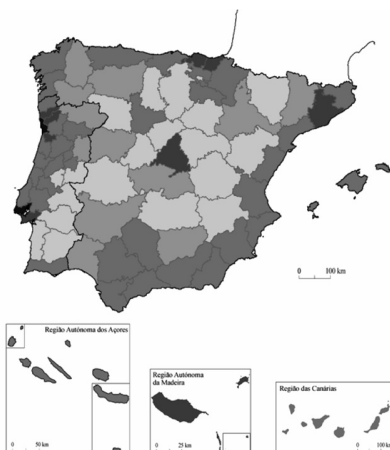 0 100 km
Região Autónoma dos Açores
0 50 km
Região Autónoma
da Madeira
0 25 km
Região das Canárias
0 100 km